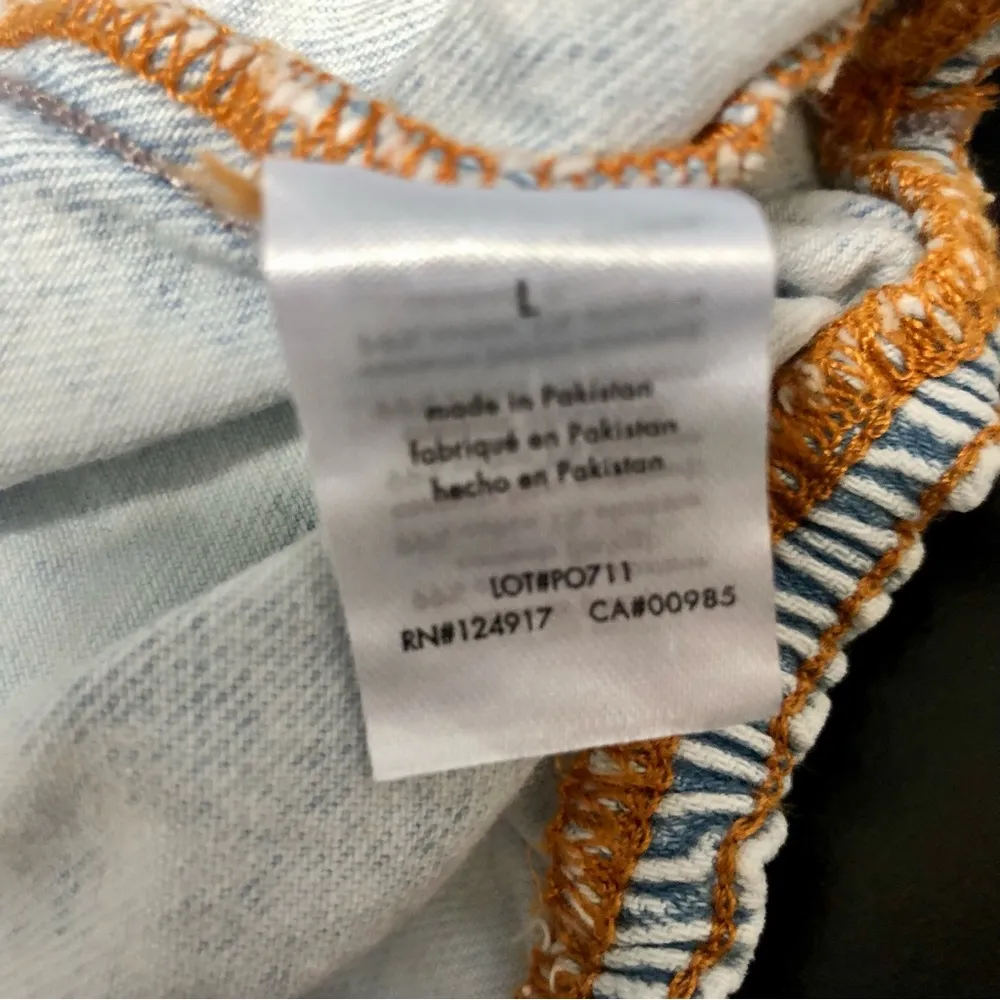 L
made in Pakistan
fabriqué en Pakistan
hecho en Pakistan
LOT#PO711
RN#124917 CA#00985